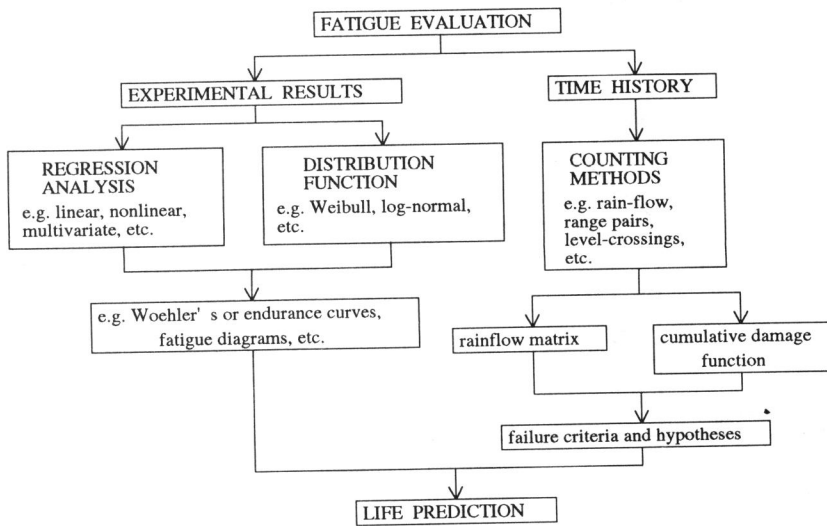 FATIGUE EVALUATION
EXPERIMENTAL RESULTS
TIME HISTORY
REGRESSION
ANALYSIS
e.g. linear, nonlinear,
multivariate, etc.
DISTRIBUTION
FUNCTION
e.g. Weibull, log-normal,
etc.
COUNTING
METHODS
e.g. rain-flow,
range pairs,
level-crossings,
etc.
e.g. Woehler' s or endurance curves,
fatigue diagrams, etc.
rainflow matrix
cumulative damage
function
failure criteria and hypotheses
LIFE PREDICTION